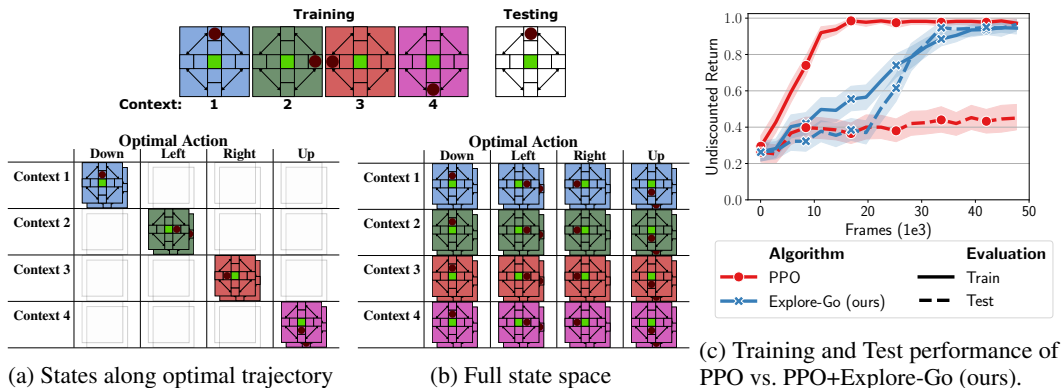 Training
Testing
Context: 1 2 3 4
Optimal Action
Down Left Right Up
Context 1
Context 2
Context 3
Context 4
(a) States along optimal trajectory
Optimal Action
Down Left Right Up
Context 1
Context 2
Context 3
Context 4
(b) Full state space
Undiscounted Return
1.0
0.8
0.6
0.4
0.2
0.0
0 10 20 30 40 50
Frames (1e3)
Algorithm Evaluation
PPO Train
Explore-Go (ours) Test
(c) Training and Test performance of
PPO vs. PPO+Explore-Go (ours).